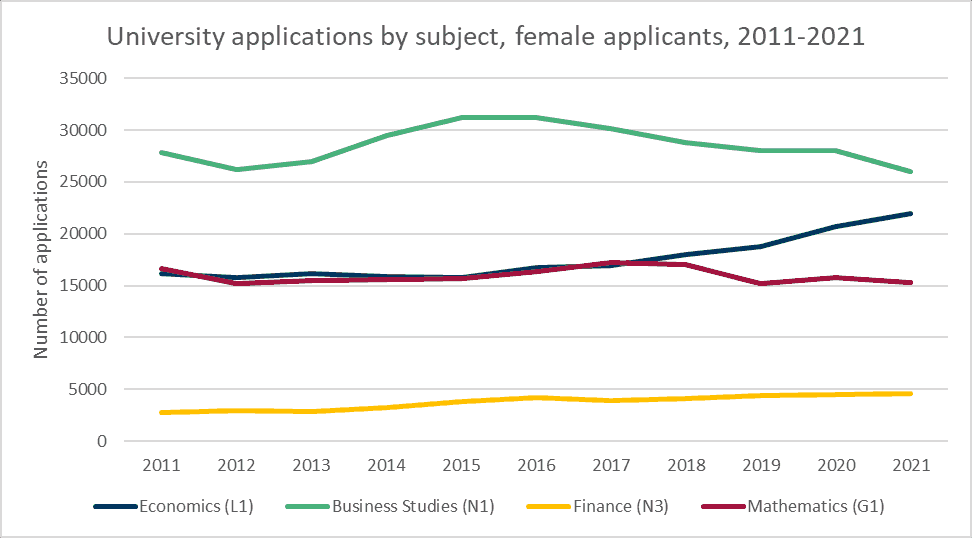 University applications by subject, female applicants, 2011-2021
Number of applications
35000
30000
25000
20000
15000
10000
5000
0
2011 2012 2013 2014 2015 2016 2017 2018 2019 2020 2021
Economics (L1) Business Studies (N1) Finance (N3) Mathematics (G1)